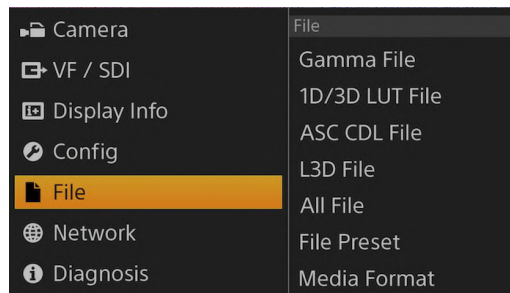 Camera
VF / SDI
Display Info
Config
File
Network
Diagnosis
File
Gamma File
1D/3D LUT File
ASC CDL File
L3D File
All File
File Preset
Media Format